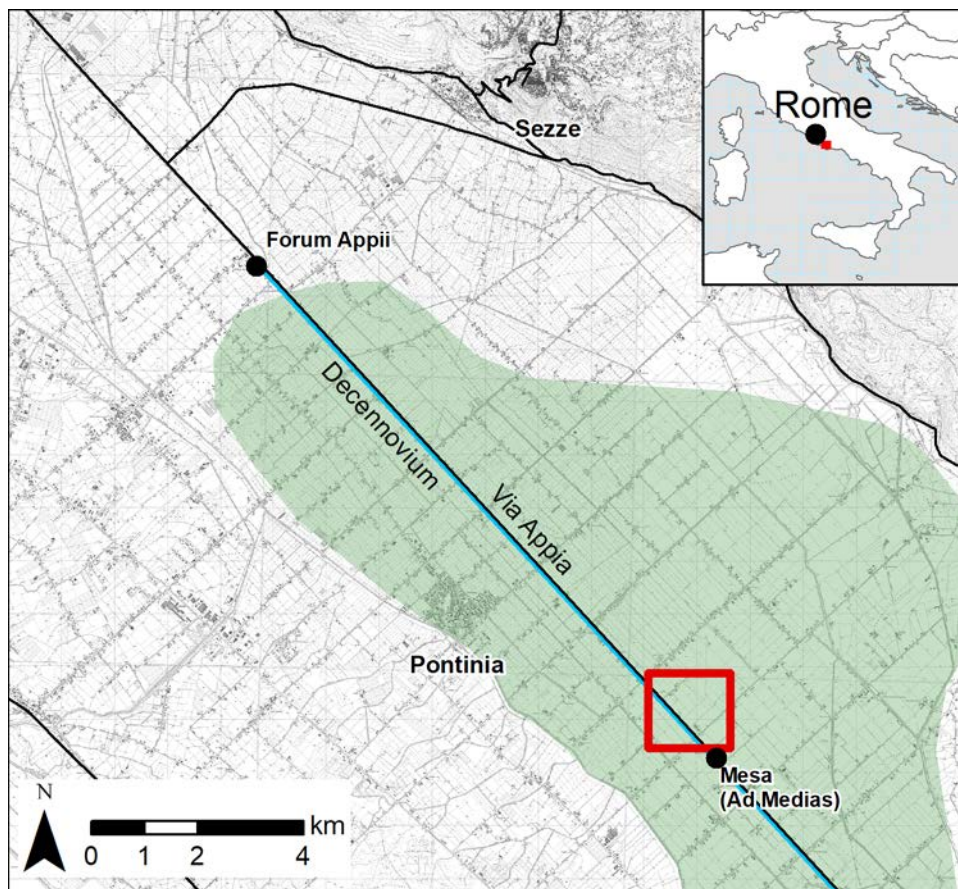 Rome
Sezze
Forum Appii
Decennovium
Via Appia
Pontinia
Mesa
(Ad Medias)
N
km
0 1 2 4